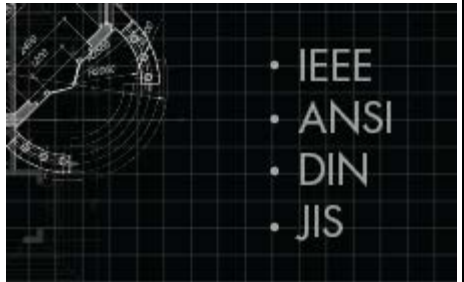 • IEEE
• ANSI
• DIN
• JIS